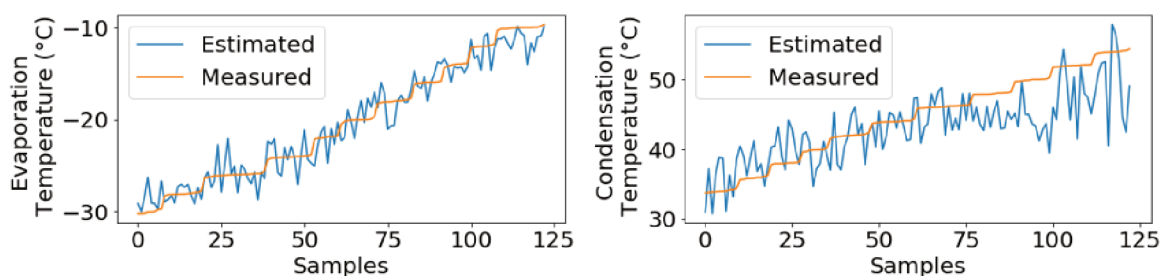 Evaporation
Temperature (°C)
−10
−20
−30
Estimated
Measured
0
25
50
75
100
125
Samples
Condensation
Temperature (°C)
50
40
30
Estimated
Measured
0
25
50
75
100
125
Samples